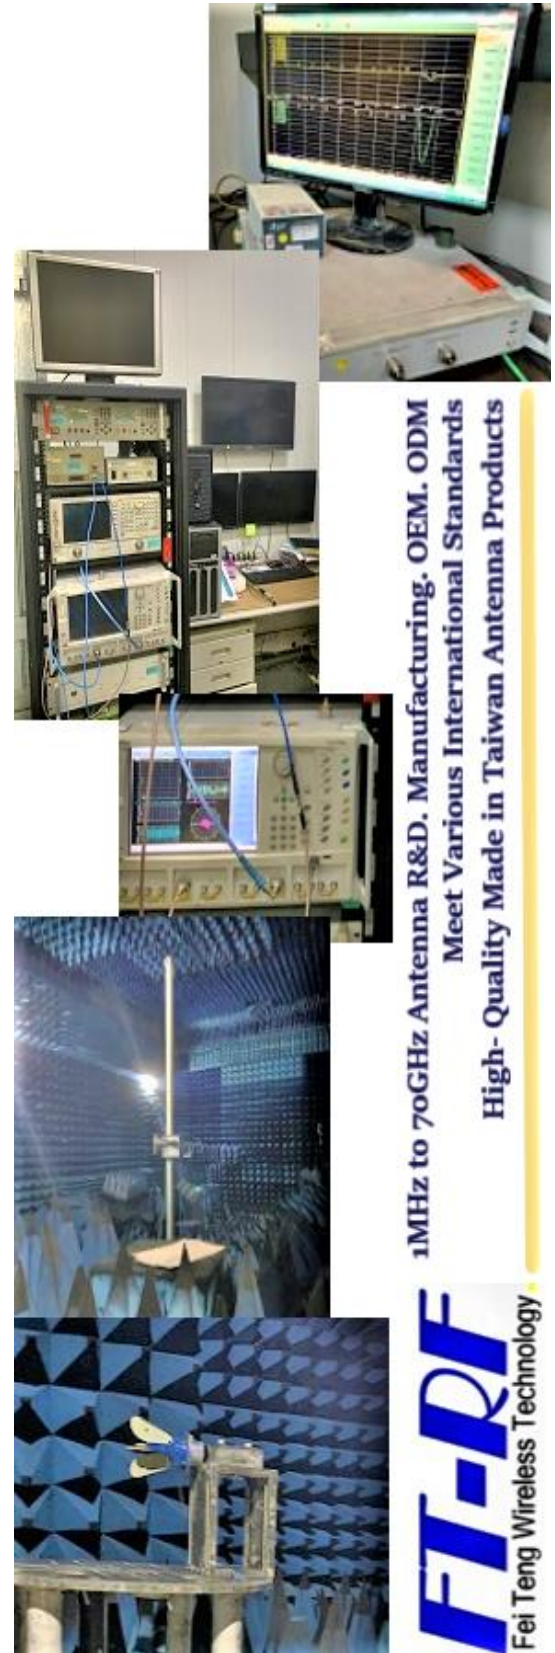 FT-RF
Fei Teng Wireless Technology
1MHz to 70GHz Antenna R&D. Manufacturing. OEM. ODM
Meet Various International Standards
High- Quality Made in Taiwan Antenna Products